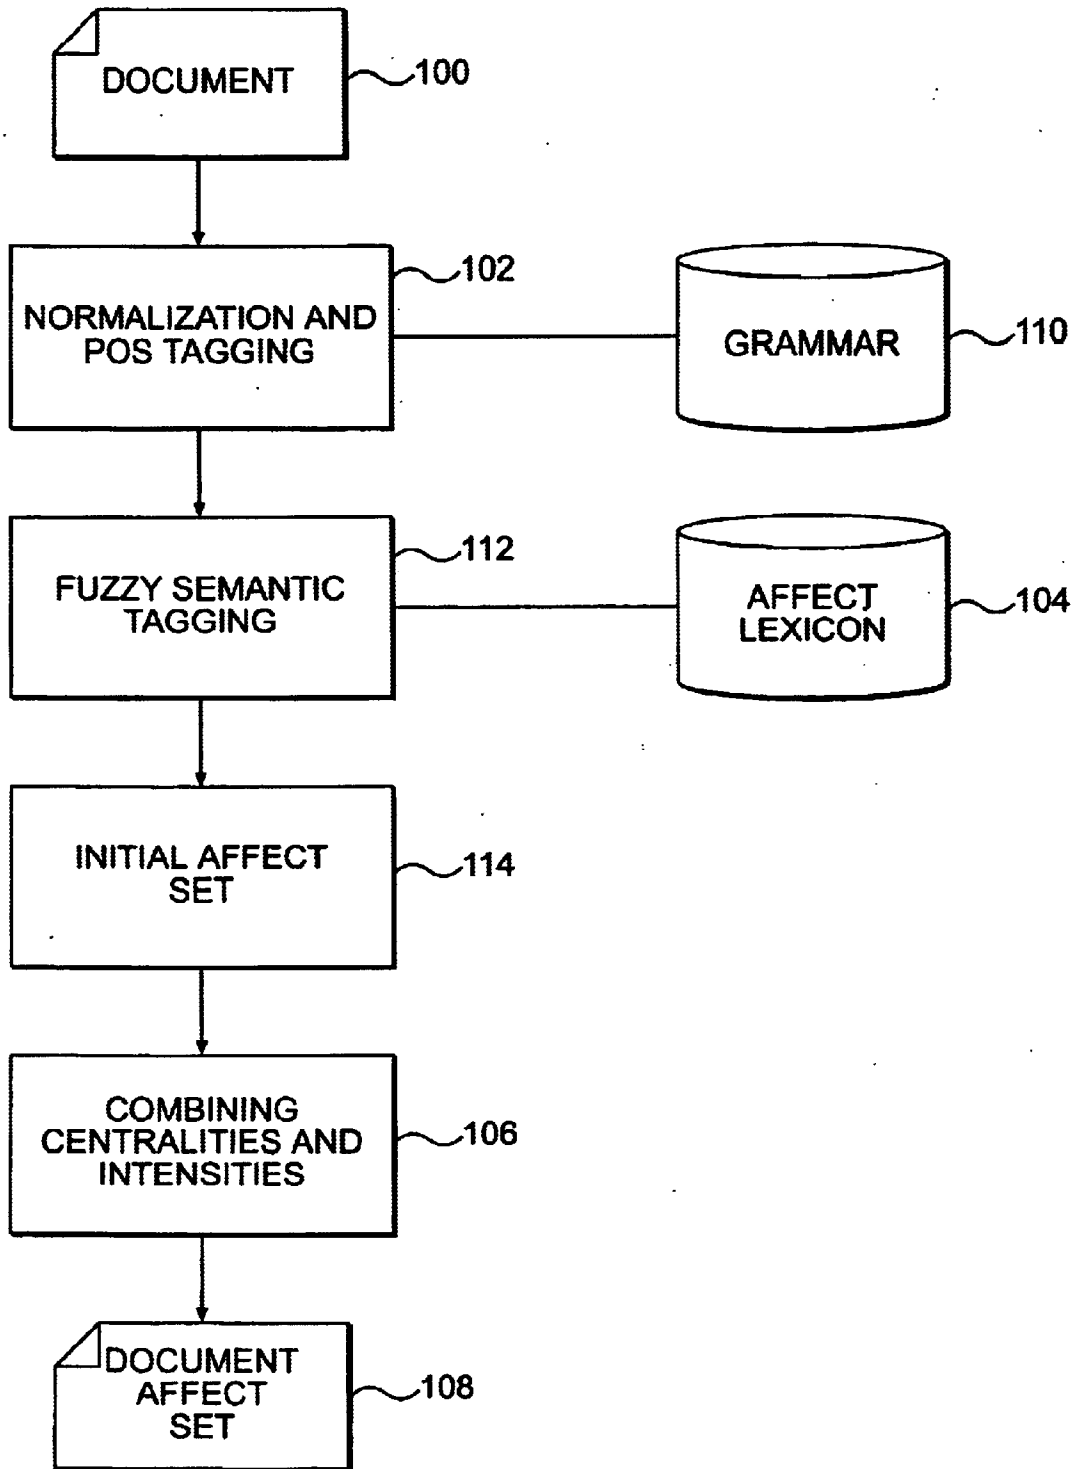 DOCUMENT
100
NORMALIZATION AND
POS TAGGING
102
GRAMMAR
110
FUZZY SEMANTIC
TAGGING
112
AFFECT
LEXICON
104
INITIAL AFFECT
SET
114
COMBINING
CENTRALITIES AND
INTENSITIES
106
DOCUMENT
AFFECT
SET
108